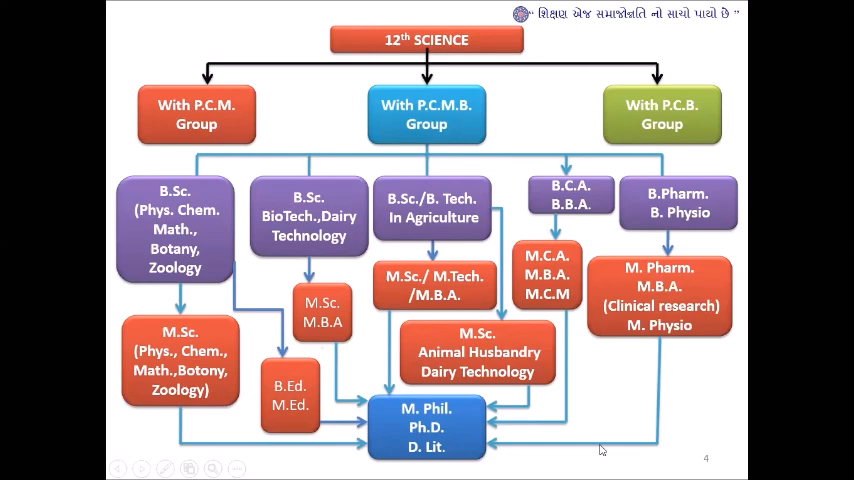 “ શિક્ષણ એજ સમાજોન્નતિ નો સાચો પાયો છે ”
12th SCIENCE
With P.C.M.
Group
With P.C.M.B.
Group
With P.C.B.
Group
B.Sc.
(Phys. Chem.
Math.,
Botany,
Zoology
B.Sc.
BioTech.,Dairy
Technology
B.Sc./B. Tech.
In Agriculture
B.C.A.
B.B.A.
B.Pharm.
B. Physio
M.Sc.
(Phys., Chem.,
Math.,Botony,
Zoology)
M.Sc.
M.B.A
B.Ed.
M.Ed.
M.Sc./ M.Tech.
/M.B.A.
M.Sc.
Animal Husbandry
Dairy Technology
M.C.A.
M.B.A.
M.C.M
M. Pharm.
M.B.A.
(Clinical research)
M. Physio
M. Phil.
Ph.D.
D. Lit.
4